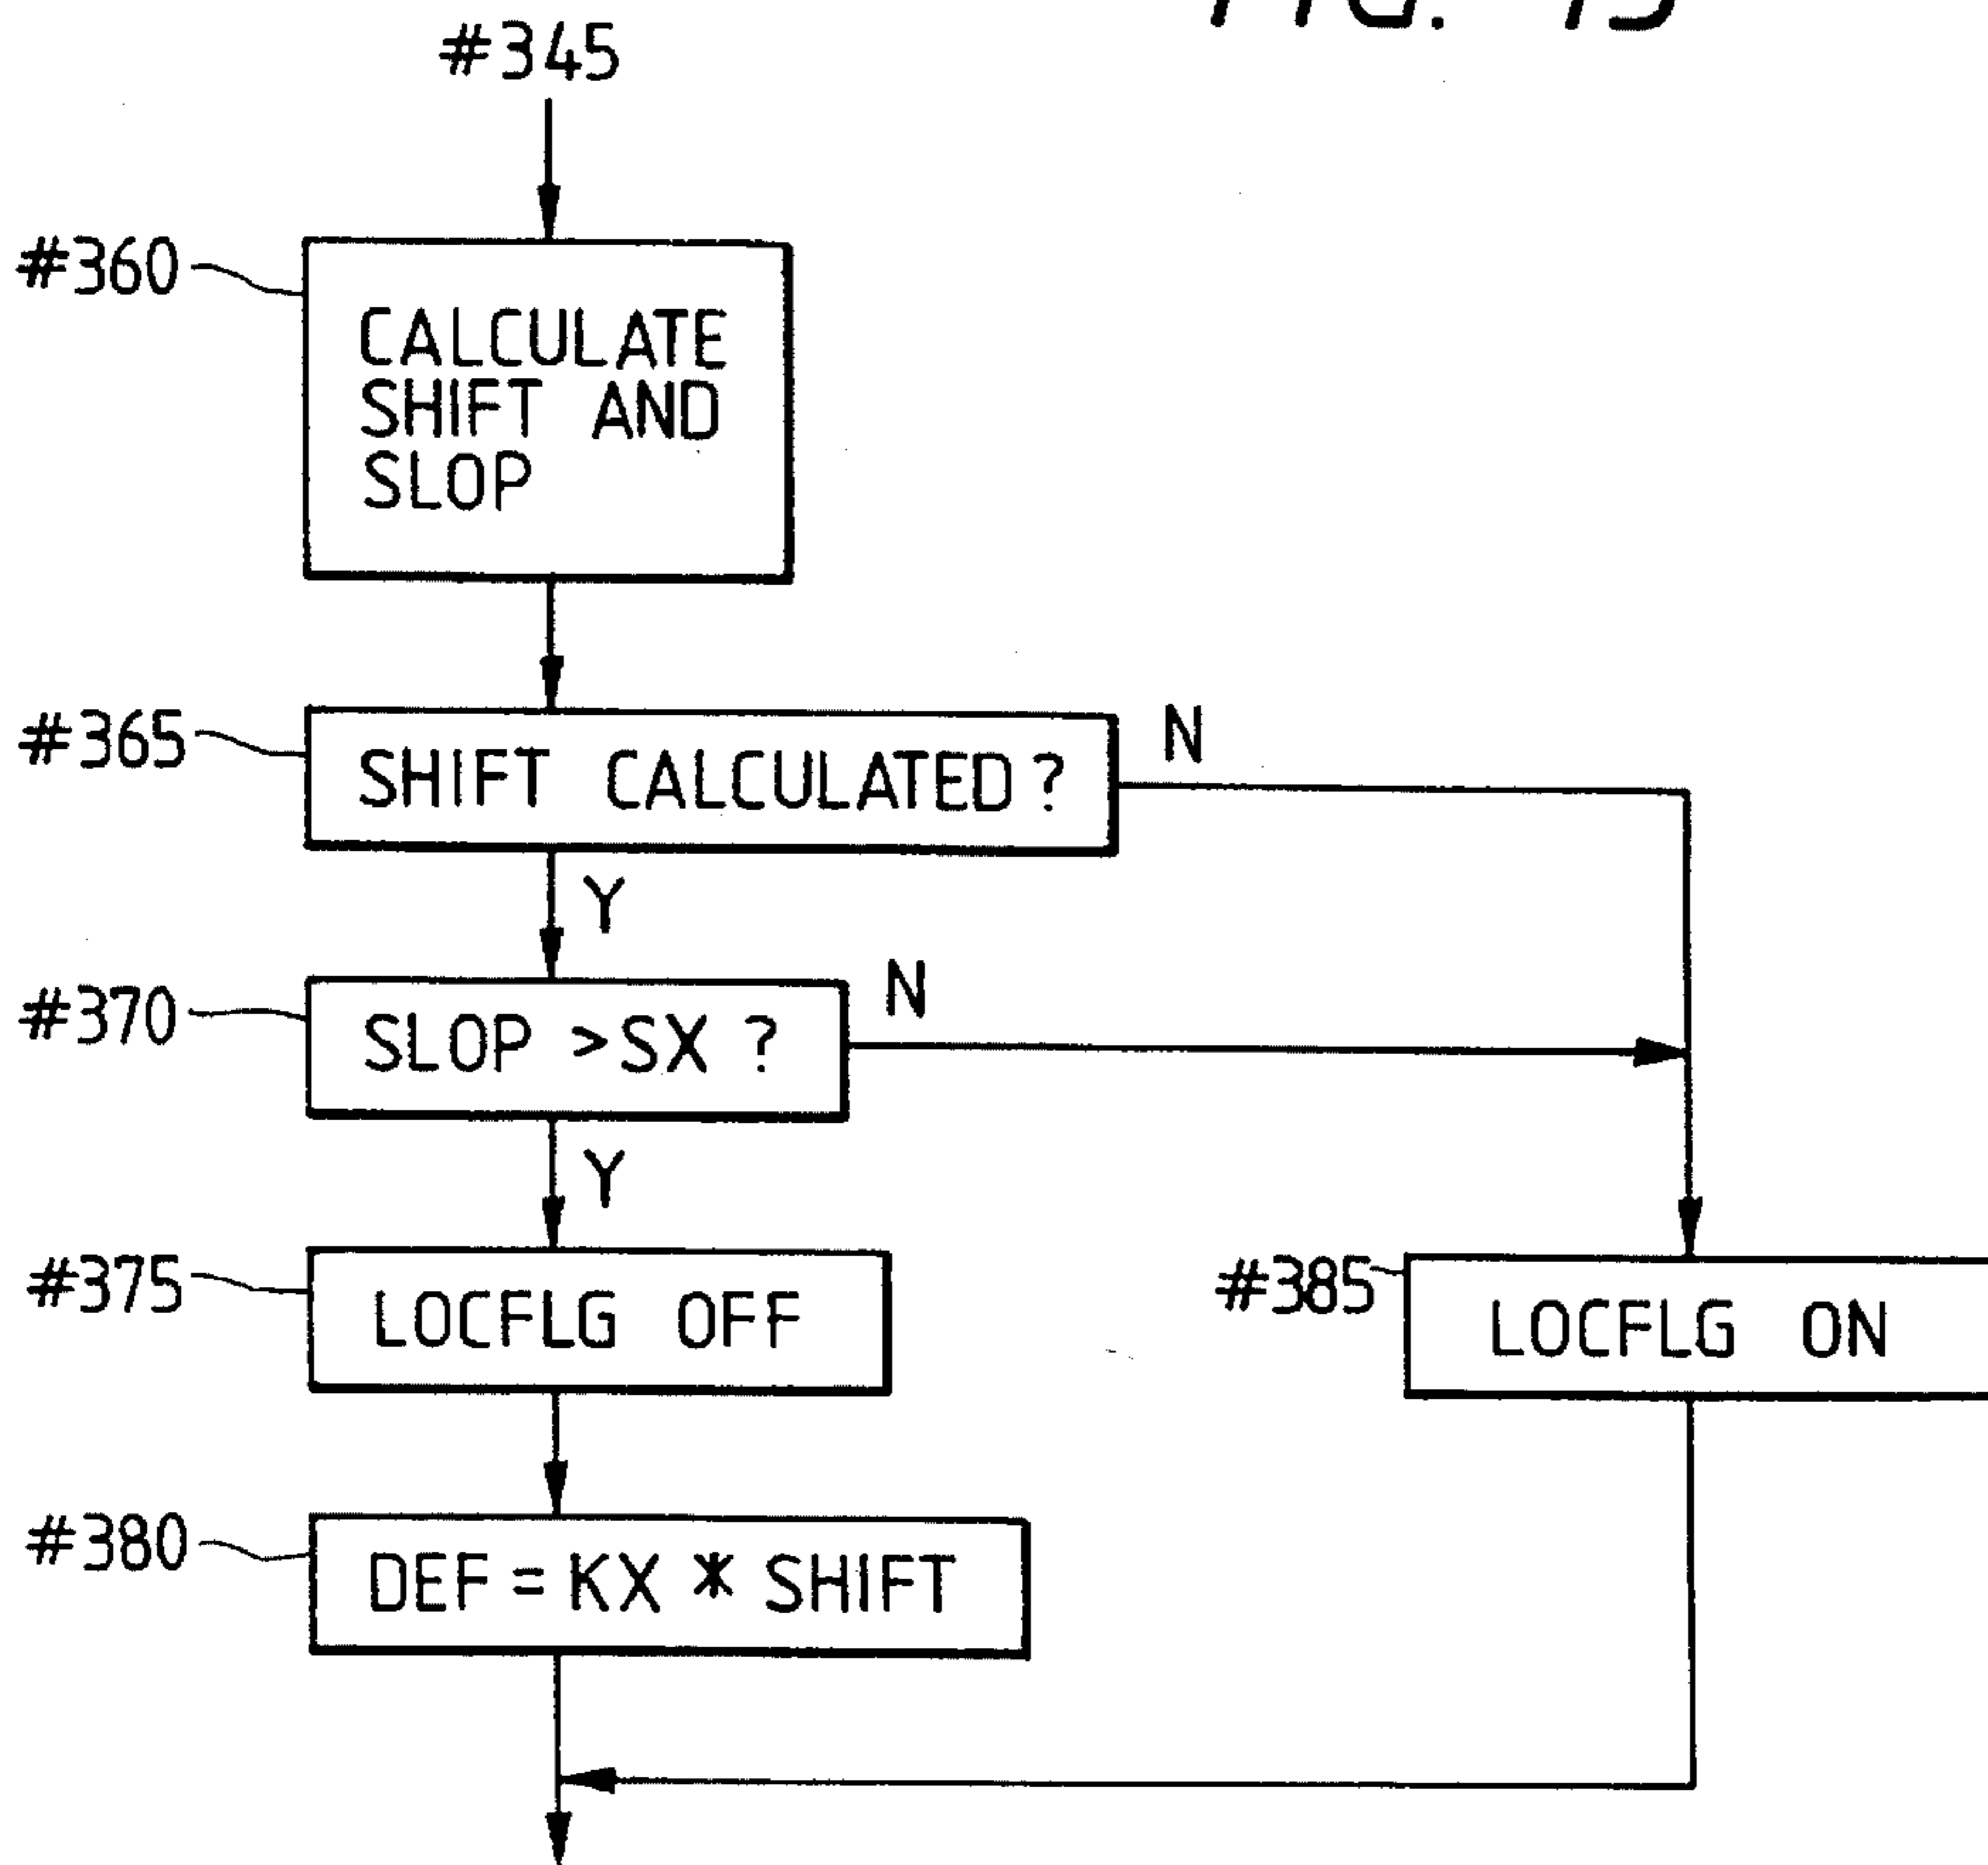 #345
#360
CALCULATE
SHIFT AND
SLOP
#365
SHIFT CALCULATED ?
N
Y
#370
SLOP > SX ?
N
Y
#375
LOCFLG OFF
#385
LOCFLG ON
#380
DEF = KX * SHIFT